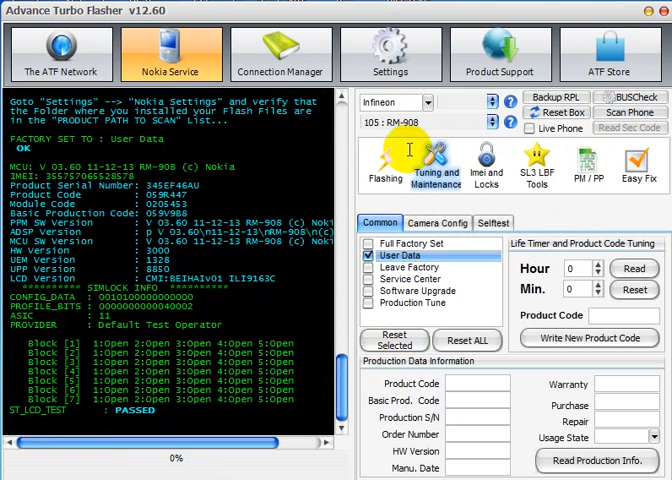 Advance Turbo Flasher v12.60
The ATF Network
Nokia Service
Connection Manager
Settings
Product Support
ATF Store
Goto "Settings" --> "Nokia Settings" and verify that
the Folder where you installed your Flash Files are
in the "PRODUCT PATH TO SCAN" List...
FACTORY SET TO : User Data
OK
MCU: V 03.60 11-12-13 RM-908 (c) Nokia
IMEI: 355757065528578
Product Serial Number: 345EF46AU
Product Code : 059R447
Module Code : 0205453
Basic Production Code: 059V9B8
PPM SW Version : V 03.60 11-12-13 RM-908 (c) Noki
ADSP Version : p V 03.60\n11-12-13\nRM-908\n(c)
MCU SW Version : V 03.60 11-12-13 RM-908 (c) Noki
HW Version : 3000
UEM Version : 1328
UPP Version : 8850
LCD Version : CMI:BEIHAIv01 ILI9163C
********** SIMLOCK INFO **********
CONFIG_DATA : 0010100000000000
PROFILE_BITS : 0000000000040002
ASIC : 11
PROVIDER : Default Test Operator
Block [1] 1:Open 2:Open 3:Open 4:Open 5:Open
Block [2] 1:Open 2:Open 3:Open 4:Open 5:Open
Block [3] 1:Open 2:Open 3:Open 4:Open 5:Open
Block [4] 1:Open 2:Open 3:Open 4:Open 5:Open
Block [5] 1:Open 2:Open 3:Open 4:Open 5:Open
Block [6] 1:Open 2:Open 3:Open 4:Open 5:Open
Block [7] 1:Open 2:Open 3:Open 4:Open 5:Open
ST_LCD_TEST : PASSED
0%
Infineon
105 : RM-908
Backup RPL
BUSCheck
Reset Box
Scan Phone
Live Phone
Read Sec Code
Flashing
Tuning and
Maintenance
Imei and
Locks
SL3 LBF
Tools
PM / PP
Easy Fix
Common
Camera Config
Selftest
Full Factory Set
User Data
Leave Factory
Service Center
Software Upgrade
Production Tune
Reset
Selected
Reset ALL
Life Timer and Product Code Tuning
Hour 0 Read
Min. 0 Reset
Product Code
Write New Product Code
Production Data Information
Product Code
Basic Prod. Code
Production S/N
Order Number
HW Version
Manu. Date
Warranty
Purchase
Repair
Usage State
Read Production Info.